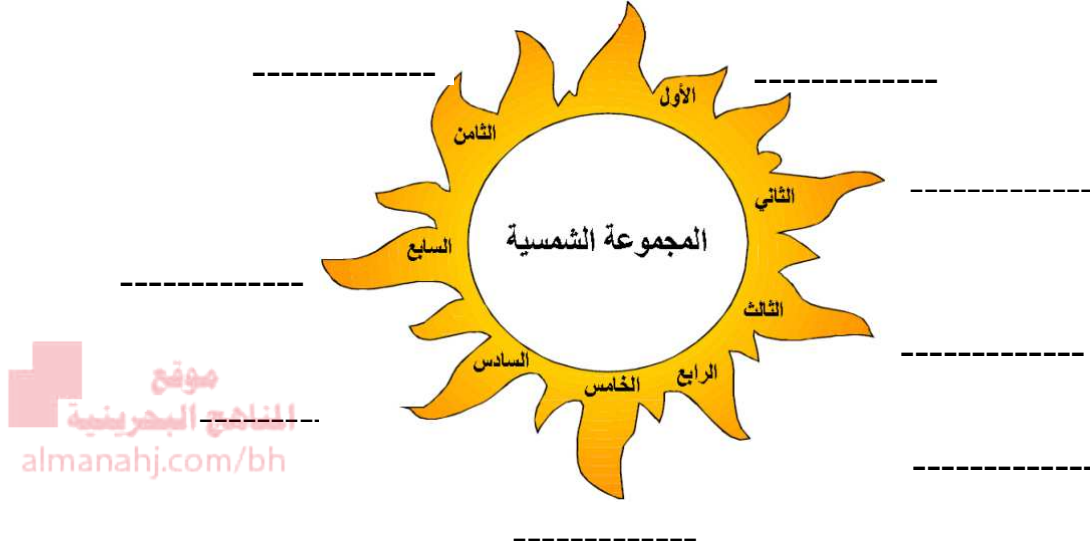 الأول
الثاني
الثالث
الرابع
الخامس
السادس
السابع
الثامن
المجموعة الشمسية
موقع
المناهج البحرينية
almanahj.com/bh